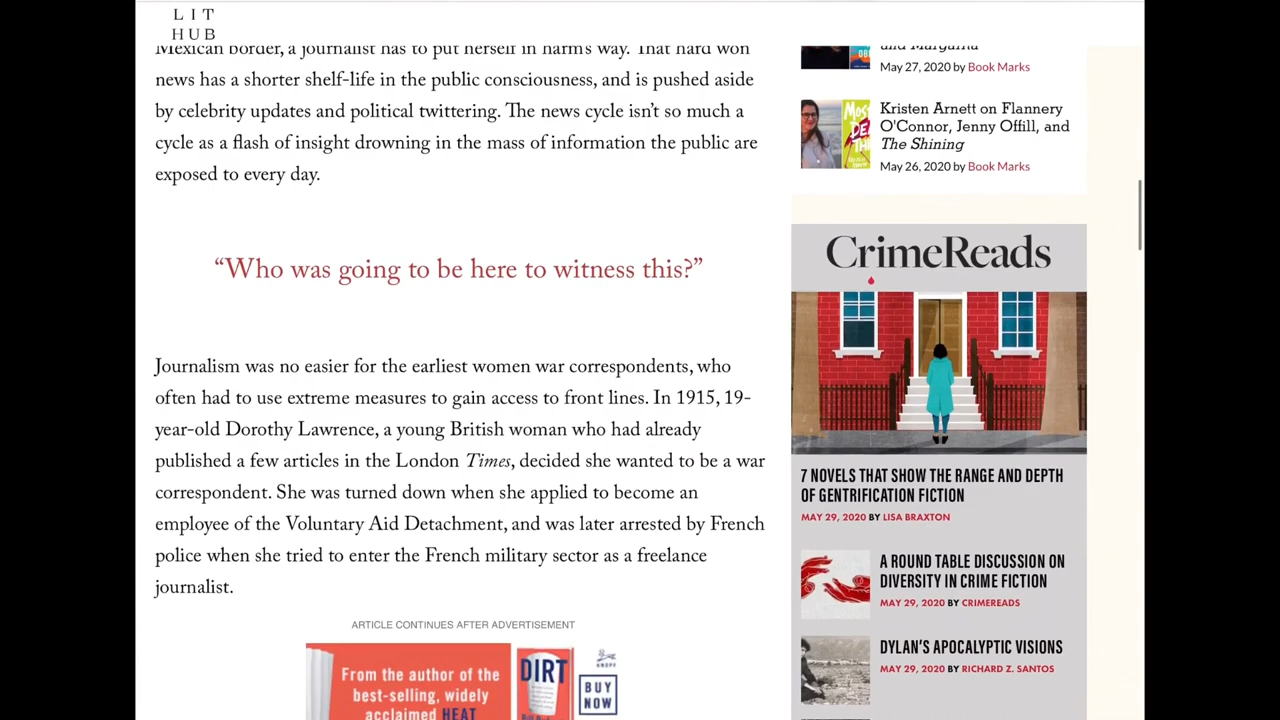 LIT
HUB
Mexican border, a journalist has to put herself in harm's way. That hard won
news has a shorter shelf-life in the public consciousness, and is pushed aside
by celebrity updates and political twittering. The news cycle isn't so much a
cycle as a flash of insight drowning in the mass of information the public are
exposed to every day.
“Who was going to be here to witness this?”
Journalism was no easier for the earliest women war correspondents, who
often had to use extreme measures to gain access to front lines. In 1915, 19-
year-old Dorothy Lawrence, a young British woman who had already
published a few articles in the London Times, decided she wanted to be a war
correspondent. She was turned down when she applied to become an
employee of the Voluntary Aid Detachment, and was later arrested by French
police when she tried to enter the French military sector as a freelance
journalist.
ARTICLE CONTINUES AFTER ADVERTISEMENT
From the author of the
best-selling, widely
acclaimed HEAT
DIRT
KNOPF
BUY
NOW
and Margarita
May 27, 2020 by Book Marks
Kristen Arnett on Flannery
O'Connor, Jenny Offill, and
The Shining
May 26, 2020 by Book Marks
CrimeReads
7 NOVELS THAT SHOW THE RANGE AND DEPTH
OF GENTRIFICATION FICTION
MAY 29, 2020 BY LISA BRAXTON
A ROUND TABLE DISCUSSION ON
DIVERSITY IN CRIME FICTION
MAY 29, 2020 BY CRIMEREADS
DYLAN'S APOCALYPTIC VISIONS
MAY 29, 2020 BY RICHARD Z. SANTOS